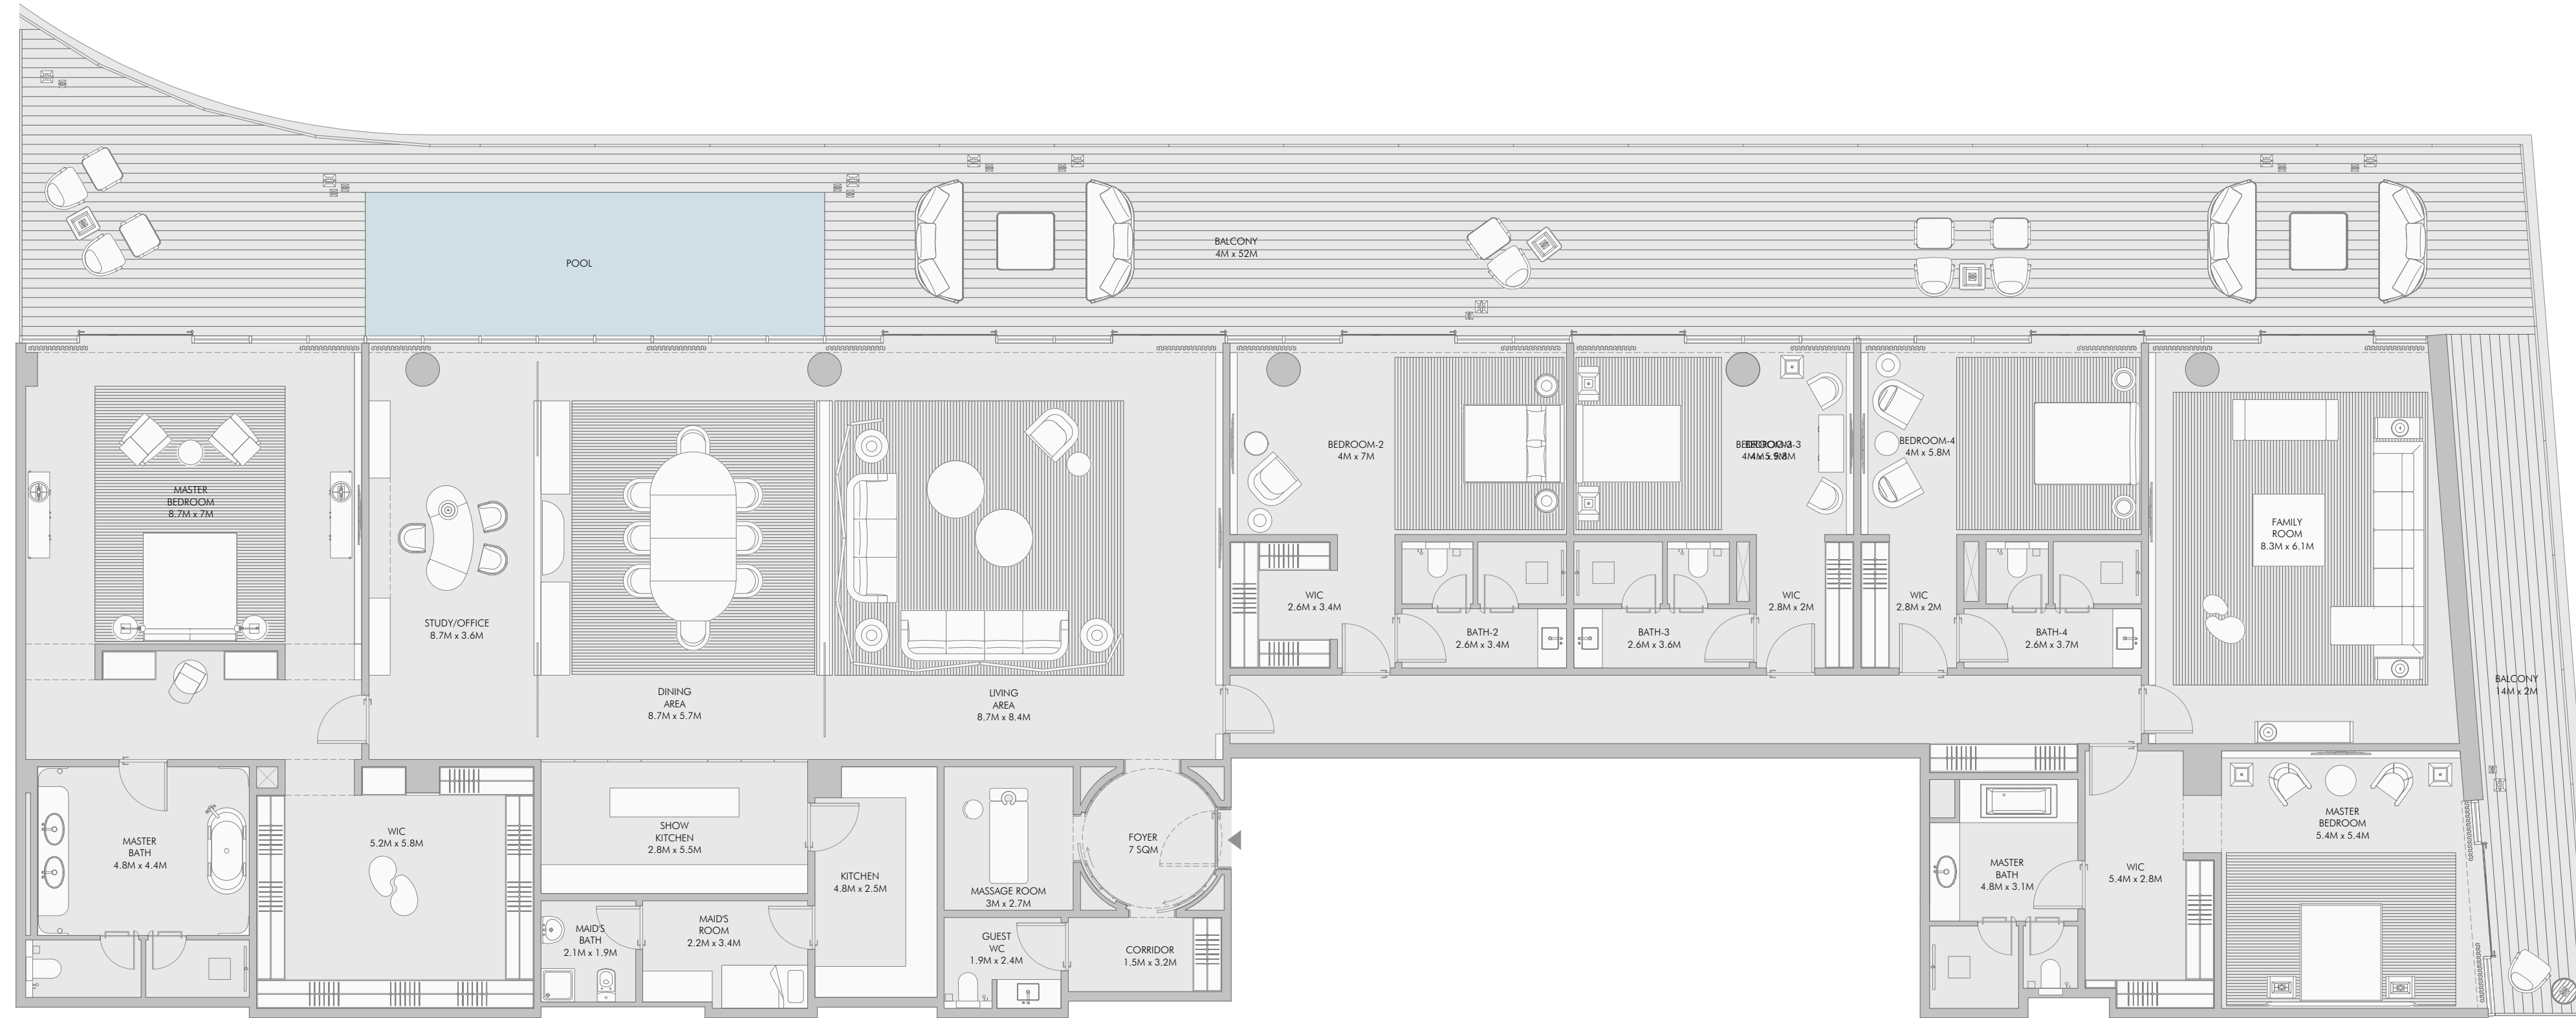 POOL
BALCONY
4M x 52M
MASTER
BEDROOM
8.7M x 7M
STUDY/OFFICE
8.7M x 3.6M
DINING
AREA
8.7M x 5.7M
LIVING
AREA
8.7M x 8.4M
BEDROOM-2
4M x 7M
BEDROOM-3
BEDROOM-4
4M x 5.8M
FAMILY
ROOM
8.3M x 6.1M
WIC
2.6M x 3.4M
BATH-2
2.6M x 3.4M
BATH-3
2.6M x 3.6M
WIC
2.8M x 2M
WIC
2.8M x 2M
BATH-4
2.6M x 3.7M
BALCONY
14M x 2M
MASTER
BATH
4.8M x 4.4M
WIC
5.2M x 5.8M
SHOW
KITCHEN
2.8M x 5.5M
KITCHEN
4.8M x 2.5M
MASSAGE ROOM
3M x 2.7M
FOYER
7 SQM
MAID'S
BATH
2.1M x 1.9M
MAID'S
ROOM
2.2M x 3.4M
GUEST
WC
1.9M x 2.4M
CORRIDOR
1.5M x 3.2M
MASTER
BATH
4.8M x 3.1M
WIC
5.4M x 2.8M
MASTER
BEDROOM
5.4M x 5.4M